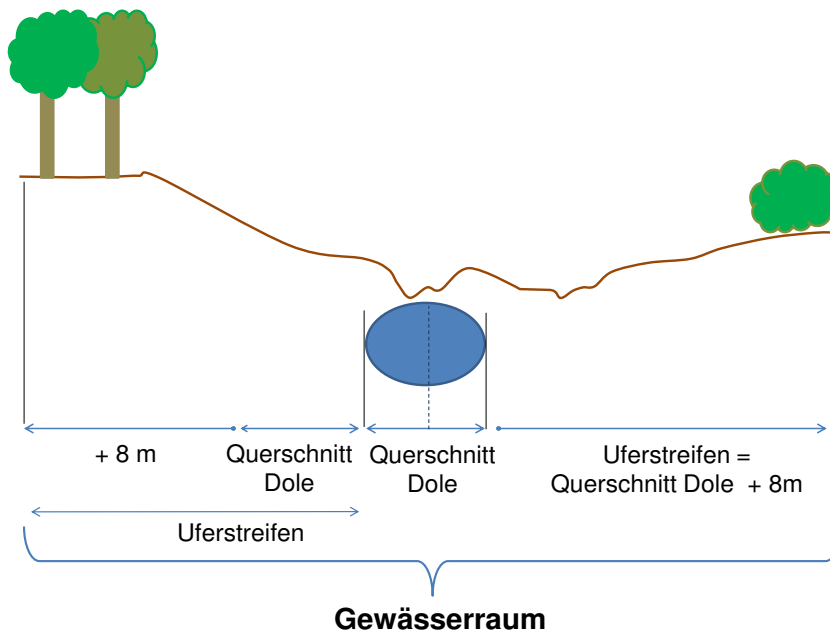 + 8 m
Querschnitt
Dole
Querschnitt
Dole
Uferstreifen =
Querschnitt Dole + 8m
Uferstreifen
Gewässerraum